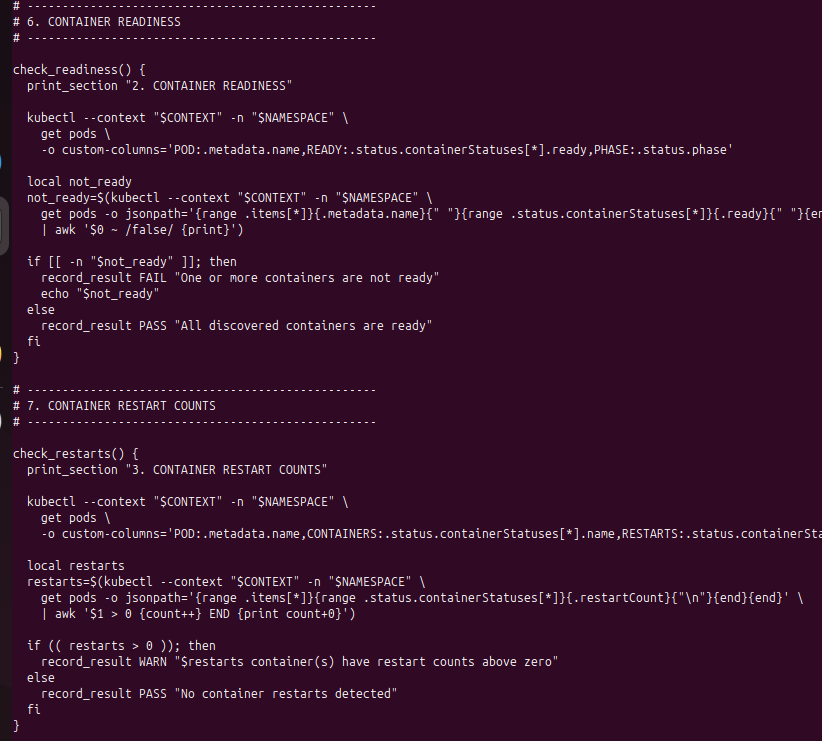 # --------------------------------------------------
# 6. CONTAINER READINESS
# --------------------------------------------------
check_readiness() {
  print_section "2. CONTAINER READINESS"
  kubectl --context "$CONTEXT" -n "$NAMESPACE" \
    get pods \
    -o custom-columns='POD:.metadata.name,READY:.status.containerStatuses[*].ready,PHASE:.status.phase'
  local not_ready
  not_ready=$(kubectl --context "$CONTEXT" -n "$NAMESPACE" \
    get pods -o jsonpath='{range .items[*]}{.metadata.name}{" "}{range .status.containerStatuses[*]}{.ready}{" "}{en
    | awk '$0 ~ /false/ {print}')
  if [[ -n "$not_ready" ]]; then
    record_result FAIL "One or more containers are not ready"
    echo "$not_ready"
  else
    record_result PASS "All discovered containers are ready"
  fi
}
# --------------------------------------------------
# 7. CONTAINER RESTART COUNTS
# --------------------------------------------------
check_restarts() {
  print_section "3. CONTAINER RESTART COUNTS"
  kubectl --context "$CONTEXT" -n "$NAMESPACE" \
    get pods \
    -o custom-columns='POD:.metadata.name,CONTAINERS:.status.containerStatuses[*].name,RESTARTS:.status.containerSta
  local restarts
  restarts=$(kubectl --context "$CONTEXT" -n "$NAMESPACE" \
    get pods -o jsonpath='{range .items[*]}{range .status.containerStatuses[*]}{.restartCount}{"\n"}{end}{end}' \
    | awk '$1 > 0 {count++} END {print count+0}')
  if (( restarts > 0 )); then
    record_result WARN "$restarts container(s) have restart counts above zero"
  else
    record_result PASS "No container restarts detected"
  fi
}